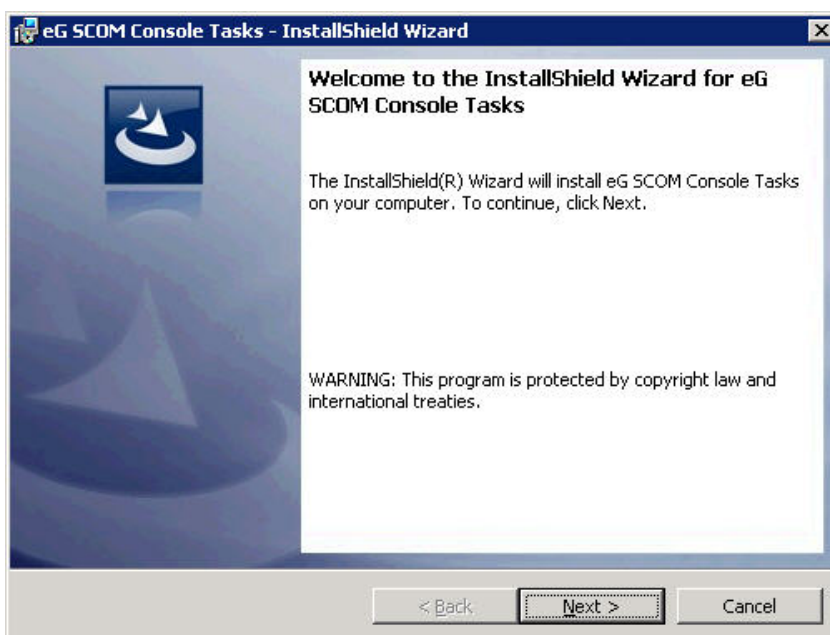 eG SCOM Console Tasks - InstallShield Wizard
Welcome to the InstallShield Wizard for eG
SCOM Console Tasks
The InstallShield(R) Wizard will install eG SCOM Console Tasks
on your computer. To continue, click Next.
WARNING: This program is protected by copyright law and
international treaties.
< Back
Next >
Cancel